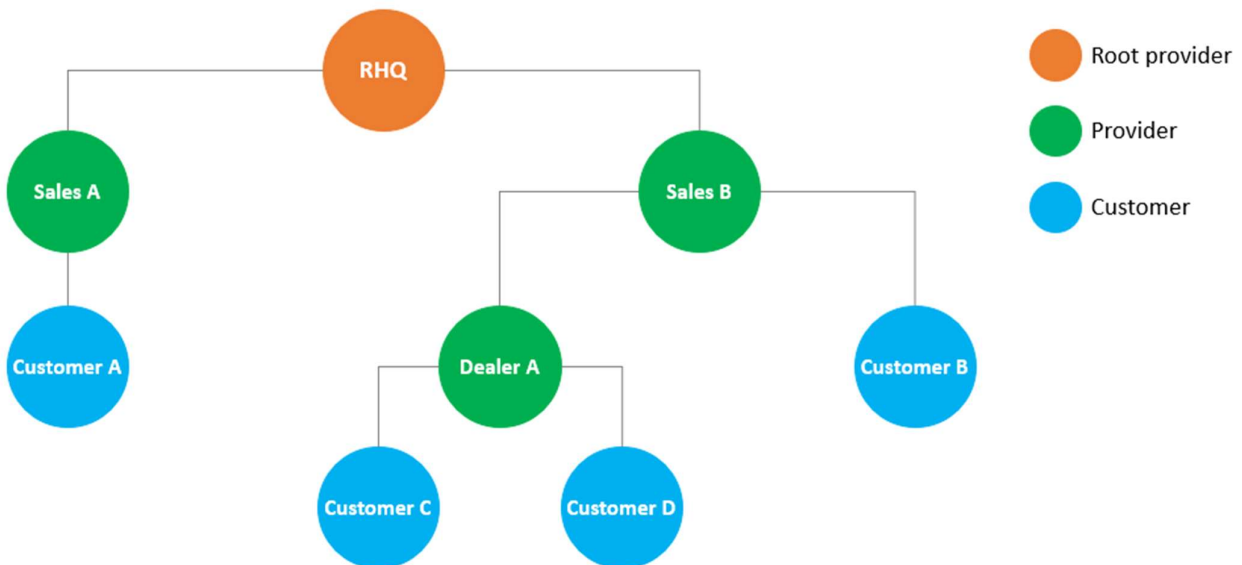 RHQ
Root provider
Provider
Sales A
Sales B
Customer
Customer A
Dealer A
Customer B
Customer C
Customer D